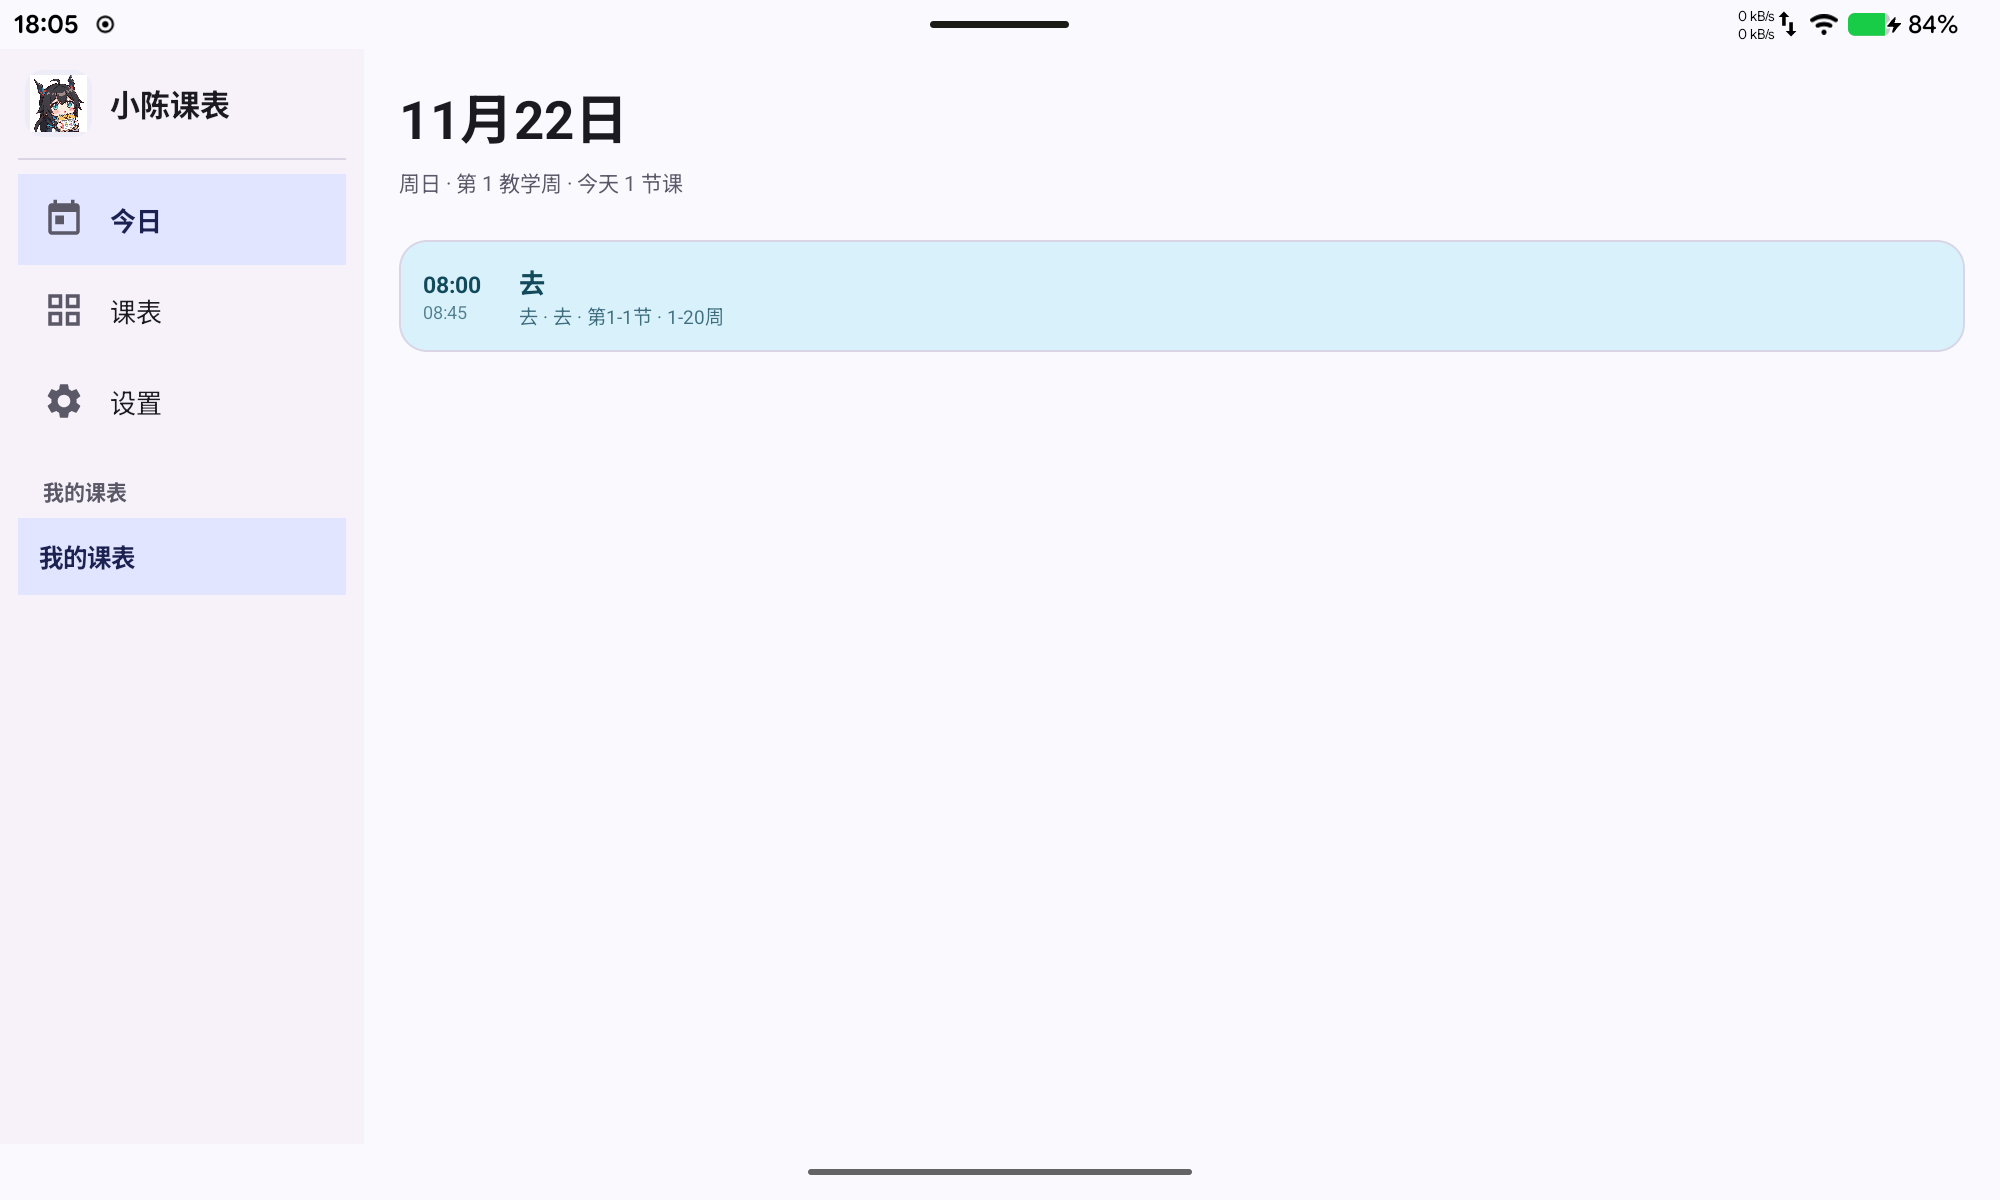 18:05
0 kB/s
0 kB/s
84%
小陈课表
今日
课表
设置
我的课表
我的课表
11月22日
周日 · 第 1 教学周 · 今天 1 节课
08:00
08:45
去
去 · 去 · 第1-1节 · 1-20周